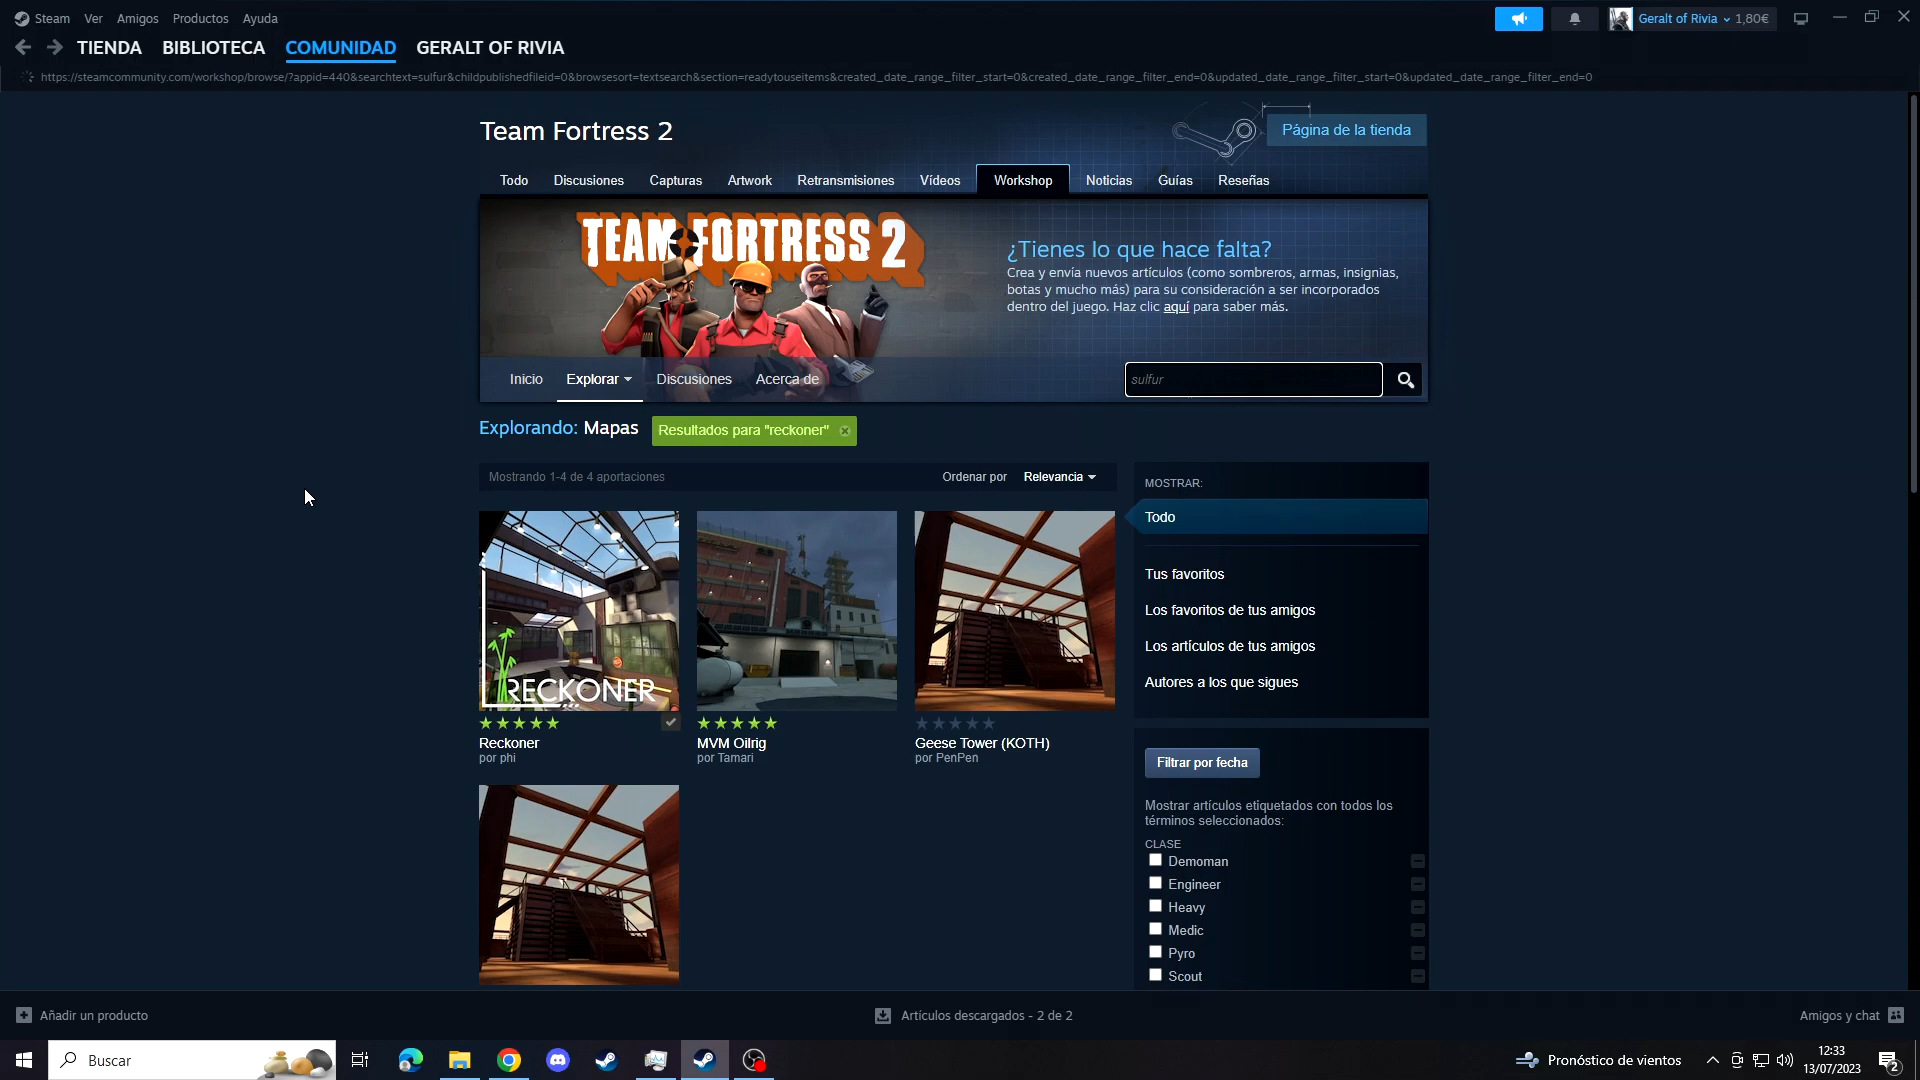 Steam Ver Amigos Productos Ayuda
Geralt of Rivia 1,80€
TIENDA BIBLIOTECA COMUNIDAD GERALT OF RIVIA
https://steamcommunity.com/workshop/browse/?appid=440&searchtext=sulfur&childpublishedfileid=0&browsesort=textsearch&section=readytouseitems&created_date_range_filter_start=0&created_date_range_filter_end=0&updated_date_range_filter_start=0&updated_date_range_filter_end=0
Team Fortress 2
Página de la tienda
Todo Discusiones Capturas Artwork Retransmisiones Vídeos Workshop Noticias Guías Reseñas
TEAM FORTRESS 2
¿Tienes lo que hace falta?
Crea y envía nuevos artículos (como sombreros, armas, insignias,
botas y mucho más) para su consideración a ser incorporados
dentro del juego. Haz clic aquí para saber más.
Inicio Explorar Discusiones Acerca de
sulfur
Explorando: Mapas Resultados para "reckoner"
Mostrando 1-4 de 4 aportaciones
Ordenar por Relevancia
RECKONER
Reckoner
por phi
MVM Oilrig
por Tamari
Geese Tower (KOTH)
por PenPen
MOSTRAR:
Todo
Tus favoritos
Los favoritos de tus amigos
Los artículos de tus amigos
Autores a los que sigues
Filtrar por fecha
Mostrar artículos etiquetados con todos los
términos seleccionados:
CLASE
Demoman
Engineer
Heavy
Medic
Pyro
Scout
Añadir un producto
Artículos descargados - 2 de 2
Amigos y chat
Buscar
Pronóstico de vientos
12:33
13/07/2023
2